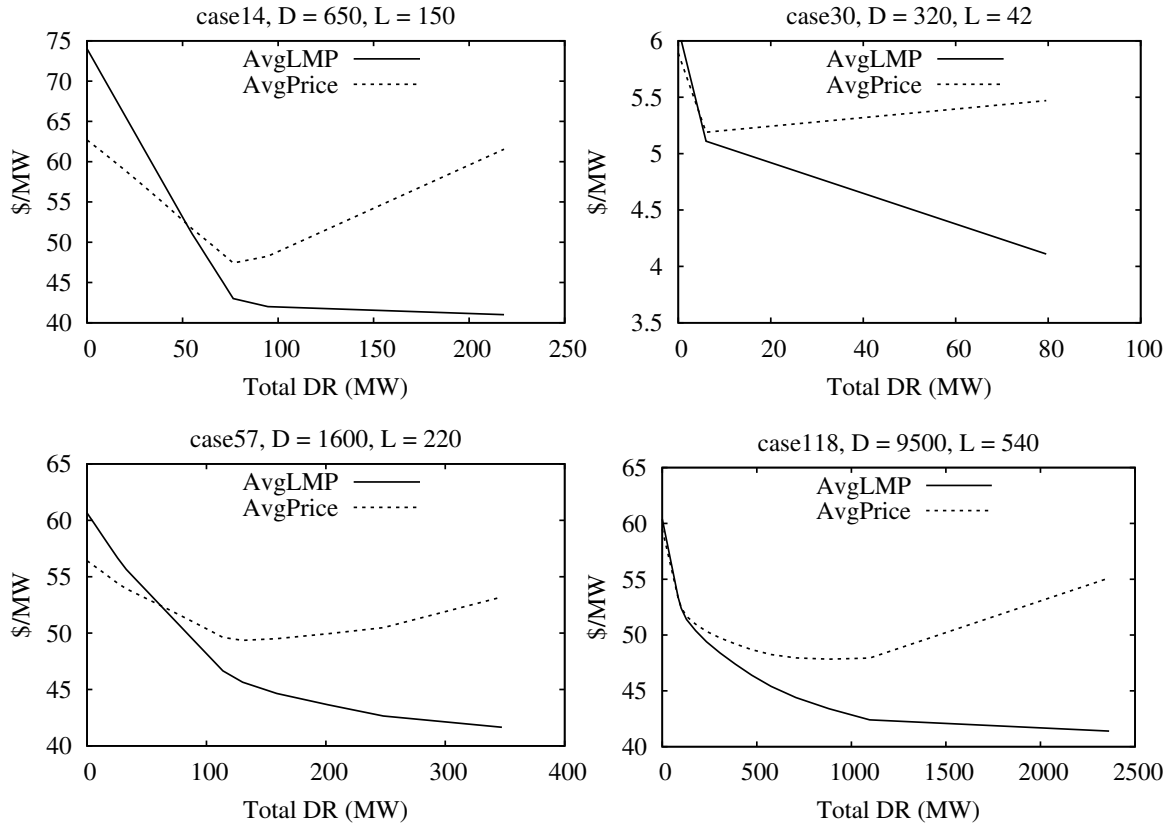 case14, D = 650, L = 150
75
70
65
60
55
50
45
40
$/MW
AvgLMP
AvgPrice
0 50 100 150 200 250
Total DR (MW)
case30, D = 320, L = 42
6
5.5
5
4.5
4
3.5
$/MW
AvgLMP
AvgPrice
0 20 40 60 80 100
Total DR (MW)
case57, D = 1600, L = 220
65
60
55
50
45
40
$/MW
AvgLMP
AvgPrice
0 100 200 300 400
Total DR (MW)
case118, D = 9500, L = 540
65
60
55
50
45
40
$/MW
AvgLMP
AvgPrice
0 500 1000 1500 2000 2500
Total DR (MW)